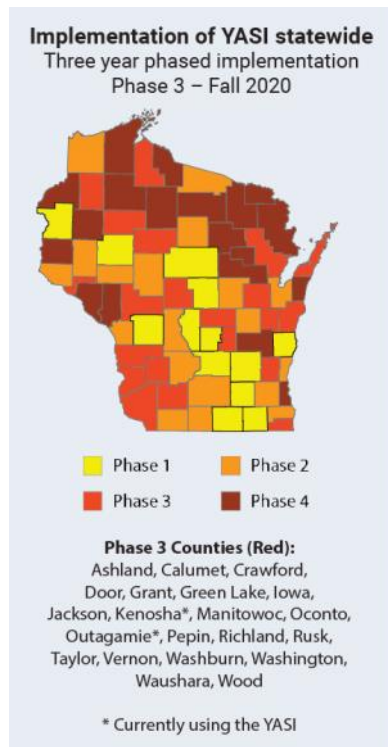 Implementation of YASI statewide
Three year phased implementation
Phase 3 – Fall 2020
Phase 1
Phase 2
Phase 3
Phase 4
Phase 3 Counties (Red):
Ashland, Calumet, Crawford,
Door, Grant, Green Lake, Iowa,
Jackson, Kenosha*, Manitowoc, Oconto,
Outagamie*, Pepin, Richland, Rusk,
Taylor, Vernon, Washburn, Washington,
Waushara, Wood
* Currently using the YASI